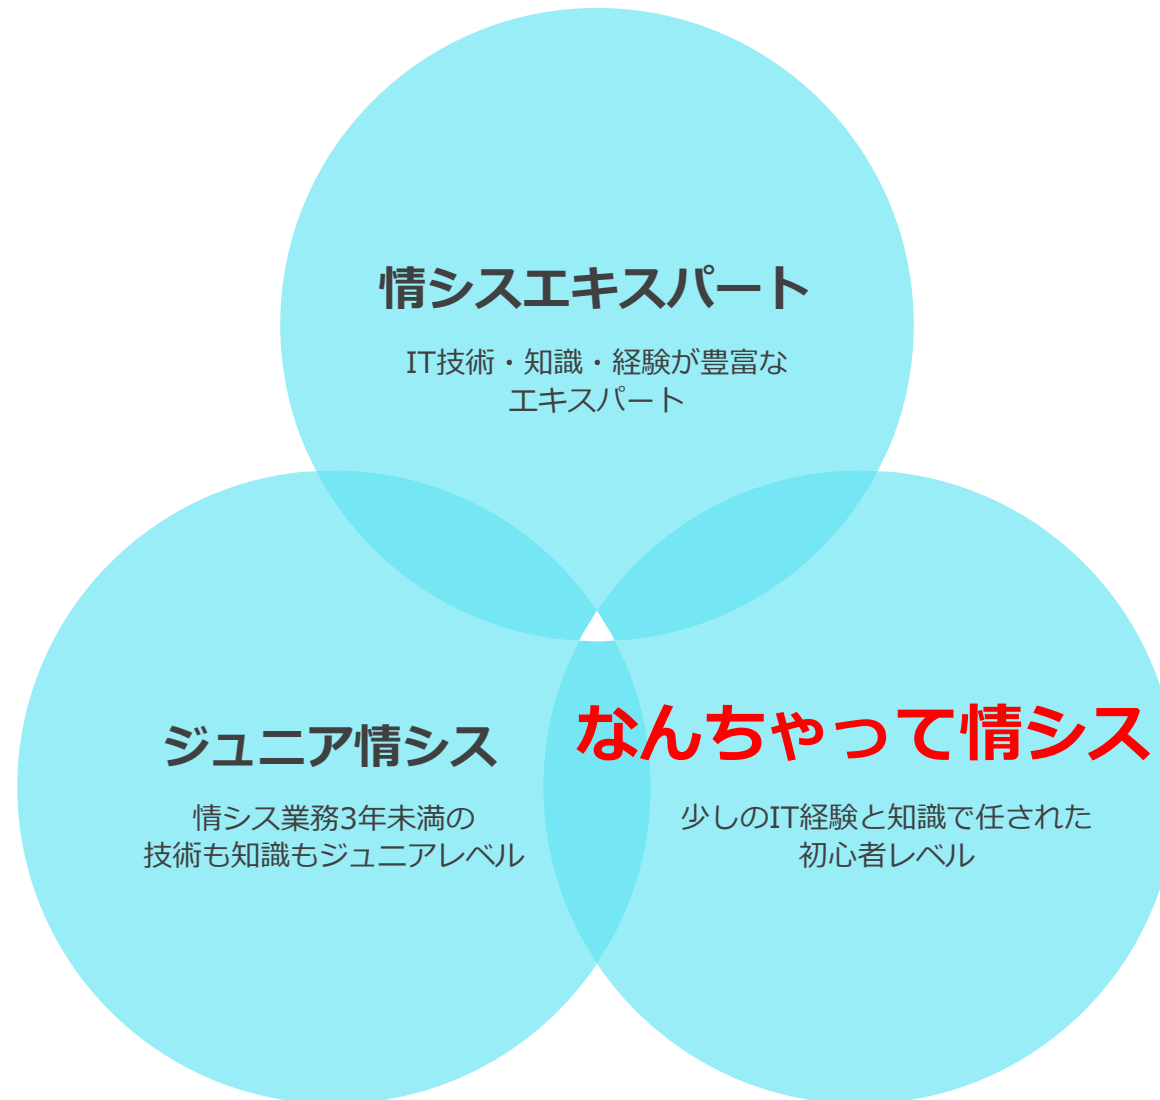 情シスエキスパート
IT技術・知識・経験が豊富な
エキスパート
ジュニア情シス
情シス業務3年未満の
技術も知識もジュニアレベル
なんちゃって情シス
少しのIT経験と知識で任された
初心者レベル